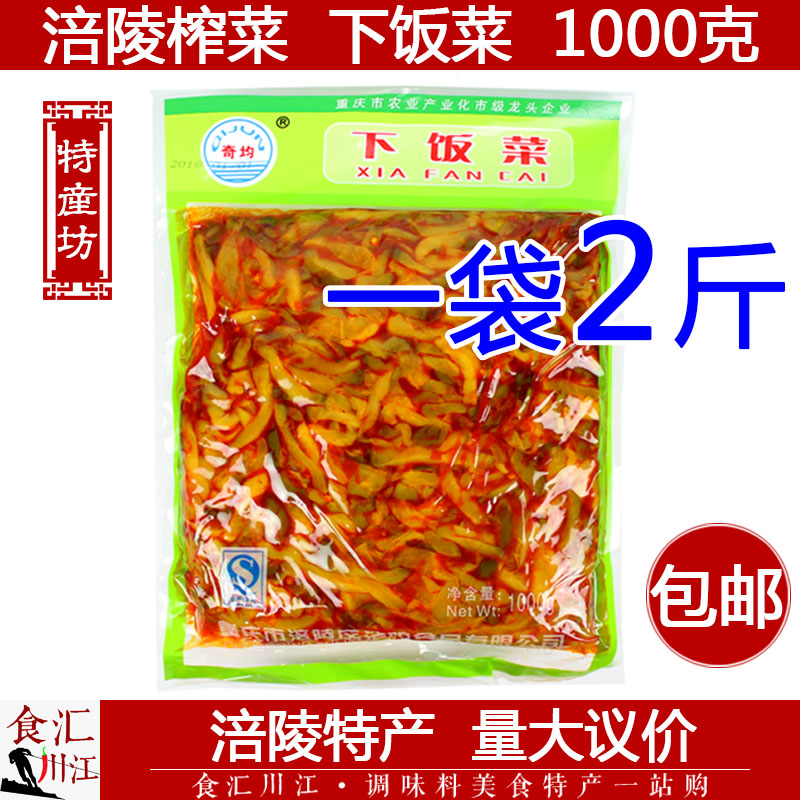 涪陵榨菜 下饭菜 1000克
特産坊
重庆市农业产业化市级龙头企业
QIJUN
奇均
®
下饭菜
XIA FAN CAI
一袋2斤
净含量：1000g
Net Wt:
包邮
食汇
川江
涪陵特产 量大议价
食汇川江·调味料美食特产一站购